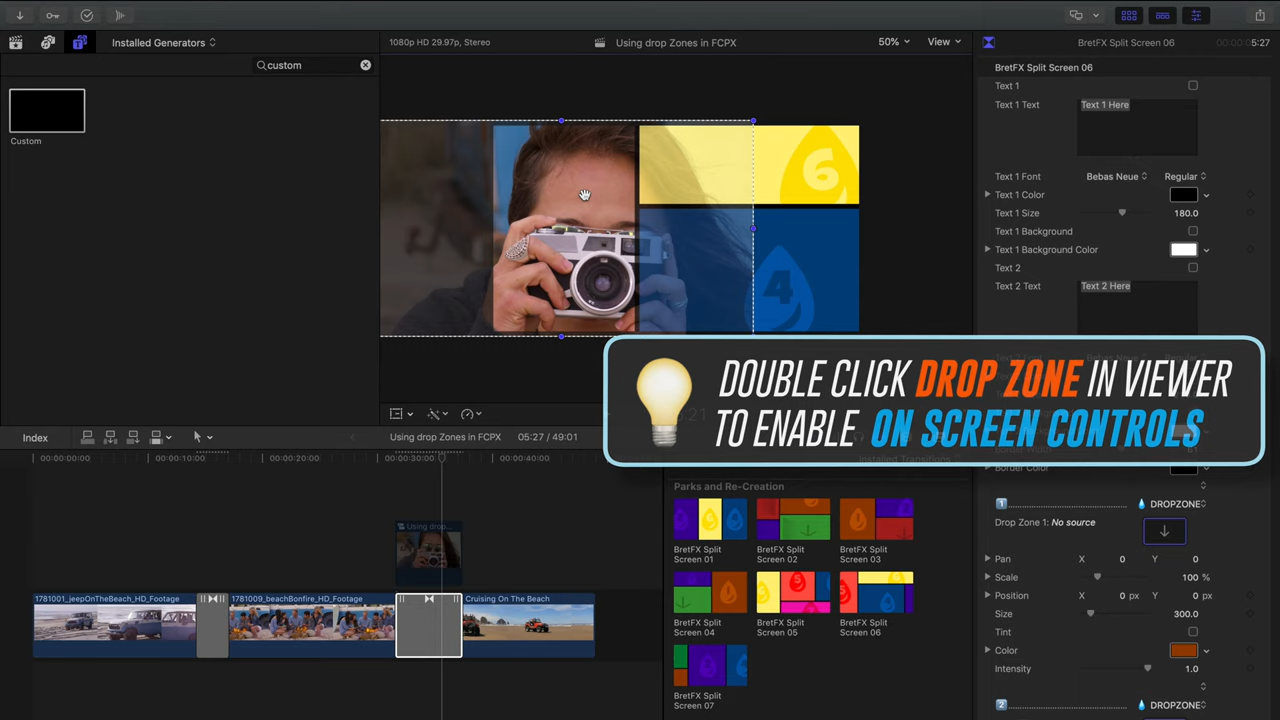 Installed Generators
1080p HD 29.97p, Stereo
Using drop Zones in FCPX
50%
View
BretFX Split Screen 06
5:27
custom
Custom
BretFX Split Screen 06
Text 1
Text 1 Text
Text 1 Here
Text 1 Font
Bebas Neue
Regular
Text 1 Color
Text 1 Size
180.0
Text 1 Background
Text 1 Background Color
Text 2
Text 2 Text
Text 2 Here
6
4
DOUBLE CLICK DROP ZONE IN VIEWER
TO ENABLE ON SCREEN CONTROLS
Index
Using drop Zones in FCPX
05:27 / 49:01
Installed Transitions
Border Color
00:00:00:00
00:00:10:00
00:00:20:00
00:00:30:00
00:00:40:00
Parks and Re-Creation
BretFX Split Screen 01
BretFX Split Screen 02
BretFX Split Screen 03
BretFX Split Screen 04
BretFX Split Screen 05
BretFX Split Screen 06
BretFX Split Screen 07
Using drop...
1781001_jeepOnTheBeach_HD_Footage
1781009_beachBonfire_HD_Footage
Cruising On The Beach
1
DROPZONE
Drop Zone 1: No source
Pan
X
0
Y
0
Scale
100 %
Position
X
0 px
Y
0 px
Size
300.0
Tint
Color
Intensity
1.0
2
DROPZONE